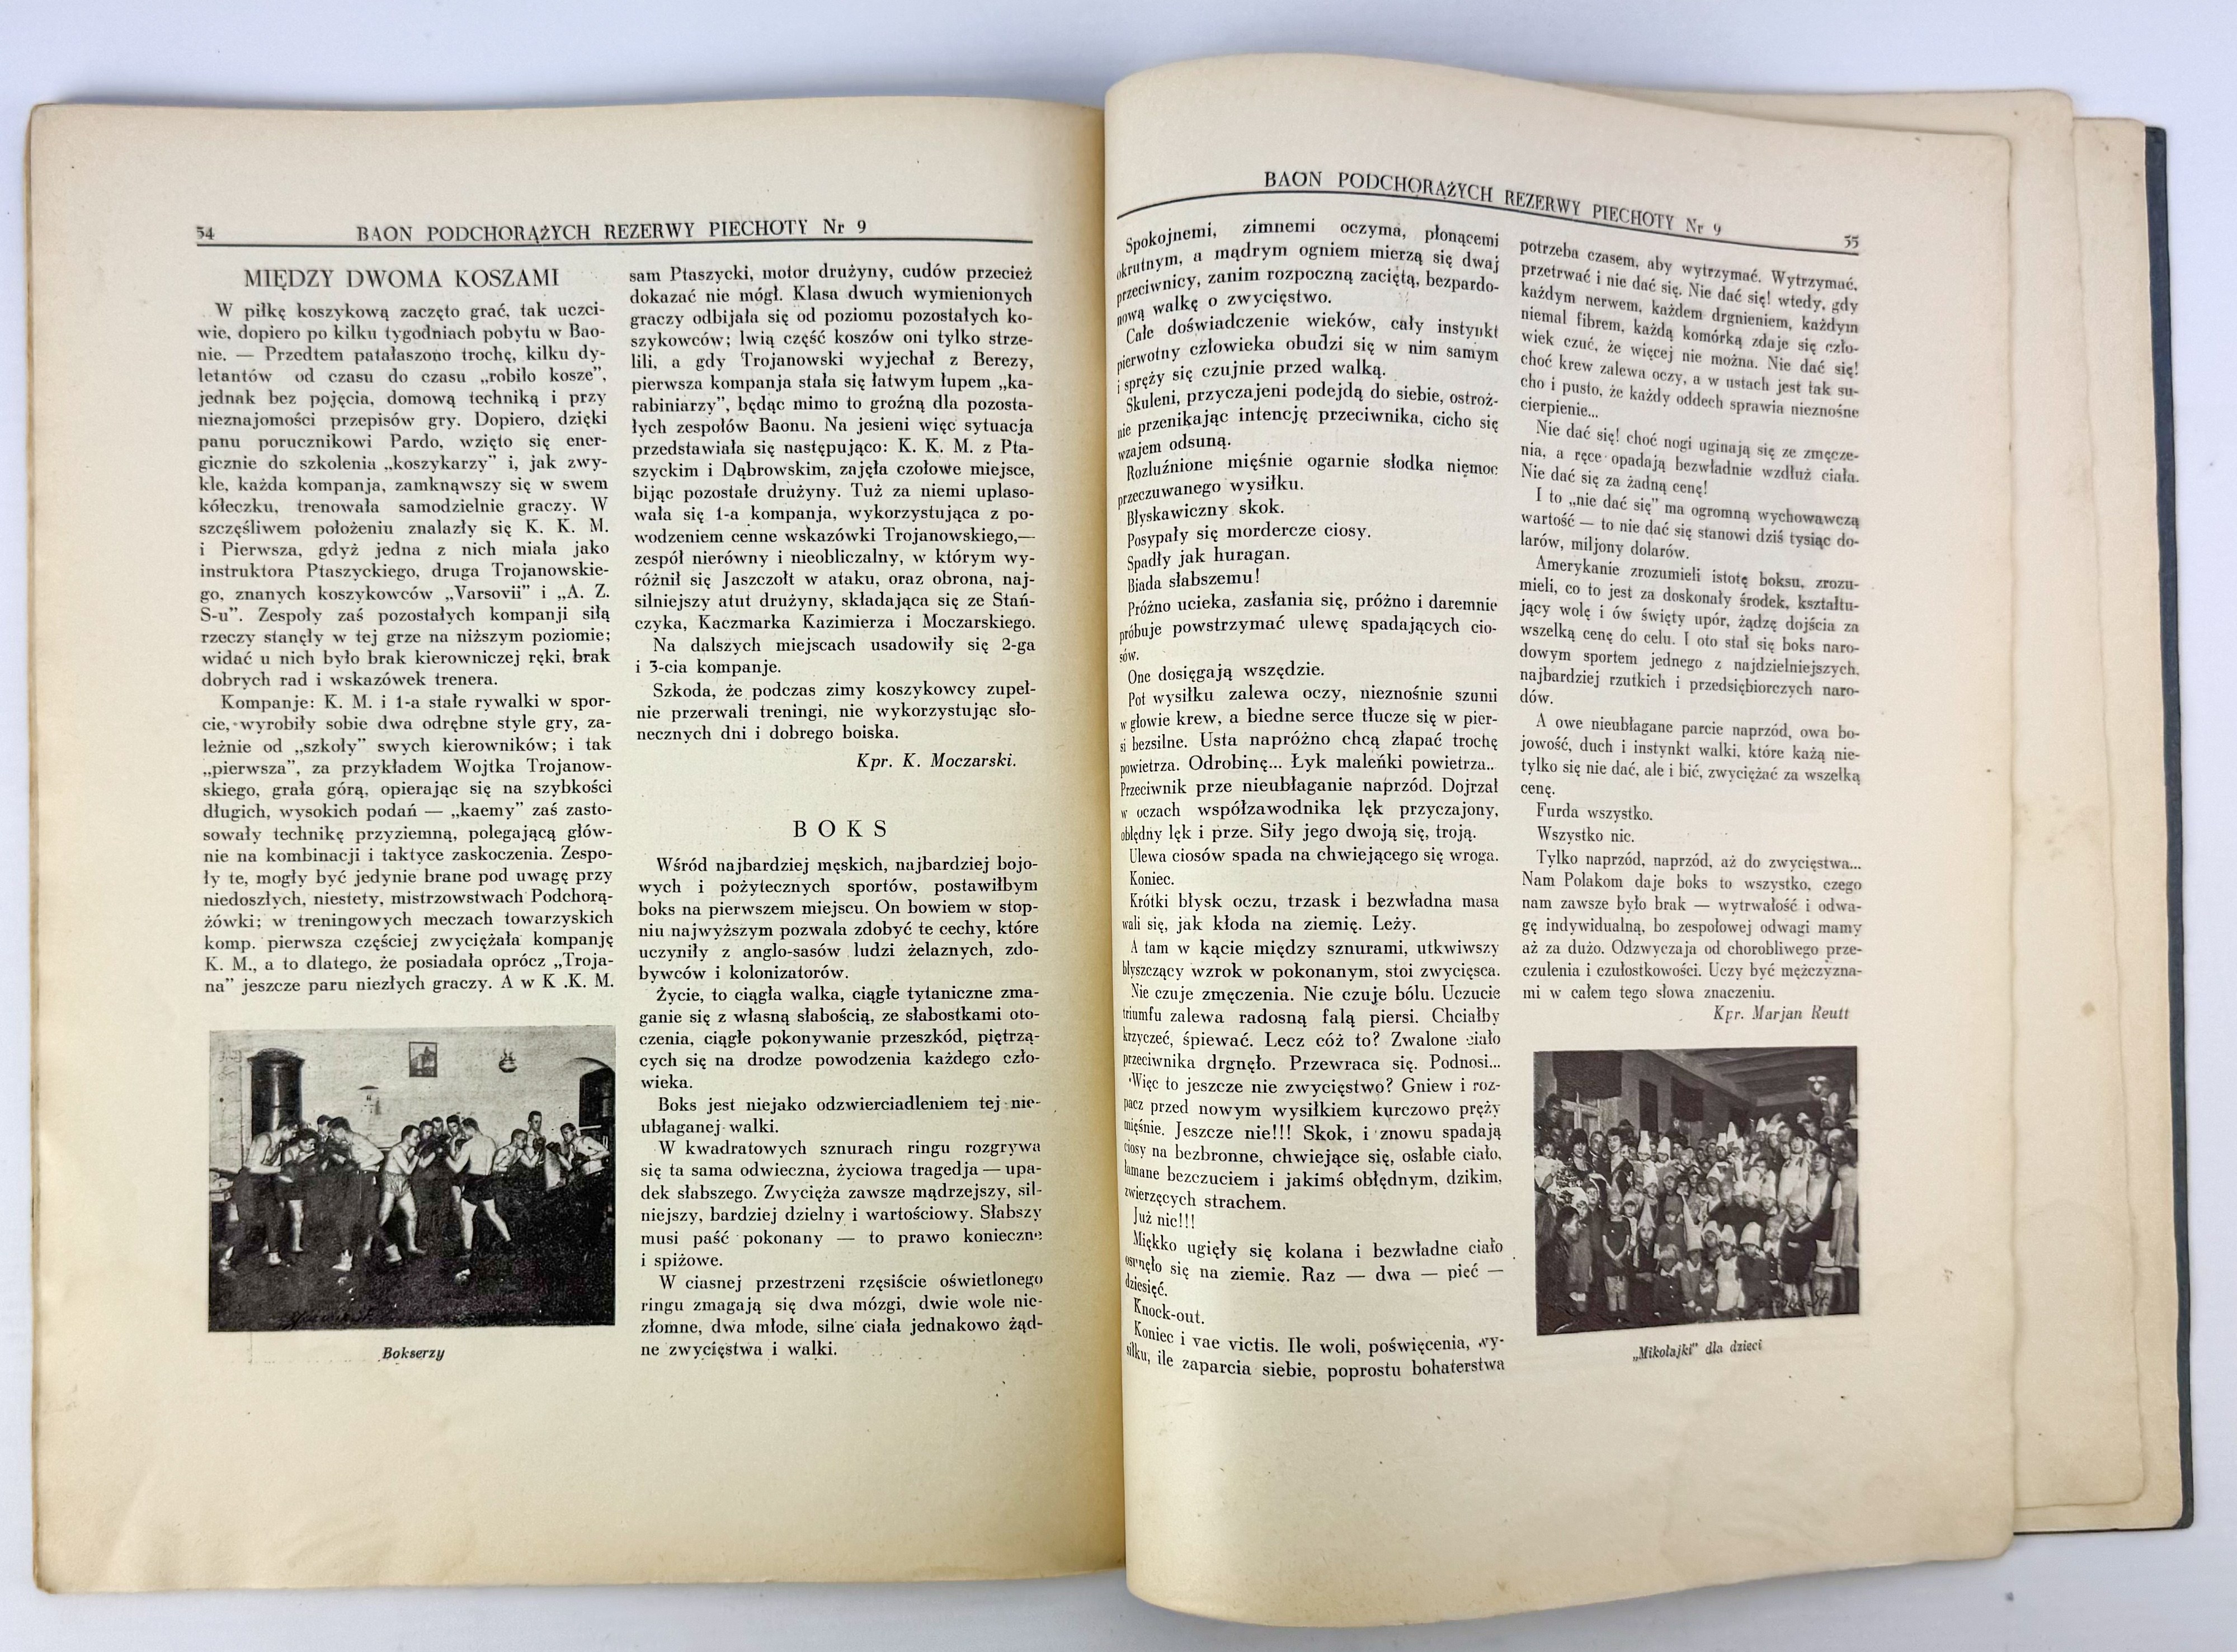 54
BAON PODCHORĄŻYCH REZERWY PIECHOTY Nr 9
MIĘDZY DWOMA KOSZAMI
W piłkę koszykową zaczęto grać, tak uczci-
wie, dopiero po kilku tygodniach pobytu w Bao-
nie. — Przedtem patałaszono trochę, kilku dy-
letantów od czasu do czasu „robiło kosze”,
jednak bez pojęcia, domową techniką i przy
nieznajomości przepisów gry. Dopiero, dzięki
panu porucznikowi Pardo, wzięto się ener-
gicznie do szkolenia „koszykarzy” i, jak zwy-
kle, każda kompanja, zamknąwszy się w swem
kółeczku, trenowała samodzielnie graczy. W
szczęśliwem położeniu znalazły się K. K. M.
i Pierwsza, gdyż jedna z nich miała jako
instruktora Ptaszyckiego, druga Trojanowskie-
go, znanych koszykowców „Varsovii” i „A. Z.
S-u”. Zespoły zaś pozostałych kompanji siłą
rzeczy stanęły w tej grze na niższym poziomie;
widać u nich było brak kierowniczej ręki, brak
dobrych rad i wskazówek trenera.
Kompanje: K. M. i 1-a stałe rywalki w spor-
cie, wyrobiły sobie dwa odrębne style gry, za-
leżnie od „szkoły” swych kierowników; i tak
„pierwsza”, za przykładem Wojtka Trojanow-
skiego, grała górą, opierając się na szybkości
długich, wysokich podań — „kaemy” zaś zasto-
sowały technikę przyziemną, polegającą głów-
nie na kombinacji i taktyce zaskoczenia. Zespo-
ły te, mogły być jedynie brane pod uwagę przy
niedoszłych, niestety, mistrzowstwach Podchorą-
żówki; w treningowych meczach towarzyskich
komp. pierwsza częściej zwyciężała kompanję
K. M., a to dlatego, że posiadała oprócz „Troja-
na” jeszcze paru niezłych graczy. A w K .K. M.
Bokserzy
sam Ptaszycki, motor drużyny, cudów przecież
dokazać nie mógł. Klasa dwuch wymienionych
graczy odbijała się od poziomu pozostałych ko-
szykowców; lwią część koszów oni tylko strze-
lili, a gdy Trojanowski wyjechał z Berezy,
pierwsza kompanja stała się łatwym łupem „ka-
rabiniarzy”, będąc mimo to groźną dla pozosta-
łych zespołów Baonu. Na jesieni więc sytuacja
przedstawiała się następująco: K. K. M. z Pta-
szyckim i Dąbrowskim, zajęła czołowe miejsce,
bijąc pozostałe drużyny. Tuż za niemi uplaso-
wała się 1-a kompanja, wykorzystująca z po-
wodzeniem cenne wskazówki Trojanowskiego,—
zespół nierówny i nieobliczalny, w którym wy-
różnił się Jaszczołt w ataku, oraz obrona, naj-
silniejszy atut drużyny, składająca się ze Stań-
czyka, Kaczmarka Kazimierza i Moczarskiego.
Na dalszych miejscach usadowiły się 2-ga
i 3-cia kompanje.
Szkoda, że podczas zimy koszykowcy zupeł-
nie przerwali treningi, nie wykorzystując sło-
necznych dni i dobrego boiska.
Kpr. K. Moczarski.
BOKS
Wśród najbardziej męskich, najbardziej bojo-
wych i pożytecznych sportów, postawiłbym
boks na pierwszem miejscu. On bowiem w stop-
niu najwyższym pozwala zdobyć te cechy, które
uczyniły z anglo-sasów ludzi żelaznych, zdo-
bywców i kolonizatorów.
Życie, to ciągła walka, ciągłe tytaniczne zma-
ganie się z własną słabością, ze słabostkami oto-
czenia, ciągłe pokonywanie przeszkód, piętrzą-
cych się na drodze powodzenia każdego czło-
wieka.
Boks jest niejako odzwierciadleniem tej nie-
ubłaganej walki.
W kwadratowych sznurach ringu rozgrywa
się ta sama odwieczna, życiowa tragedja — upa-
dek słabszego. Zwycięża zawsze mądrzejszy, sil-
niejszy, bardziej dzielny i wartościowy. Słabszy
musi paść pokonany — to prawo konieczne
i spiżowe.
W ciasnej przestrzeni rzęsiście oświetlonego
ringu zmagają się dwa mózgi, dwie wole nie-
złomne, dwa młode, silne ciała jednakowo żąd-
ne zwycięstwa i walki.
BAON PODCHORĄŻYCH REZERWY PIECHOTY Nr 9
55
Spokojnemi, zimnemi oczyma, płonącemi
okrutnym, a mądrym ogniem mierzą się dwaj
przeciwnicy, zanim rozpoczną zaciętą, bezpardo-
nową walkę o zwycięstwo.
Całe doświadczenie wieków, cały instynkt
pierwotny człowieka obudzi się w nim samym
i spręży się czujnie przed walką.
Skuleni, przyczajeni podejdą do siebie, ostroż-
nie przenikając intencję przeciwnika, cicho się
wzajem odsuną.
Rozluźnione mięśnie ogarnie słodka niemoc
przeczuwanego wysiłku.
Błyskawiczny skok.
Posypały się mordercze ciosy.
Spadły jak huragan.
Biada słabszemu!
Próżno ucieka, zasłania się, próżno i daremnie
próbuje powstrzymać ulewę spadających cio-
sów.
One dosięgają wszędzie.
Pot wysiłku zalewa oczy, nieznośnie szumi
w głowie krew, a biedne serce tłucze się w pier-
si bezsilne. Usta napróżno chcą złapać trochę
powietrza. Odrobinę... Łyk maleńki powietrza..
Przeciwnik prze nieubłaganie naprzód. Dojrzał
w oczach współzawodnika lęk przyczajony,
obłędny lęk i prze. Siły jego dwoją się, troją.
Ulewa ciosów spada na chwiejącego się wroga.
Koniec.
Krótki błysk oczu, trzask i bezwładna masa
wali się, jak kłoda na ziemię. Leży.
A tam w kącie między sznurami, utkwiwszy
błyszczący wzrok w pokonanym, stoi zwycięsca.
Nie czuje zmęczenia. Nie czuje bólu. Uczucie
triumfu zalewa radosną falą piersi. Chciałby
krzyczeć, śpiewać. Lecz cóż to? Zwalone ciało
przeciwnika drgnęło. Przewraca się. Podnosi...
Więc to jeszcze nie zwycięstwo? Gniew i roz-
pacz przed nowym wysiłkiem kurczowo pręży
mięśnie. Jeszcze nie!!! Skok, i znowu spadają
ciosy na bezbronne, chwiejące się, osłabłe ciało,
łamane bezczuciem i jakimś obłędnym, dzikim,
zwierzęcych strachem.
Już nic!!!
Miękko ugięły się kolana i bezwładne ciało
osunęło się na ziemię. Raz — dwa — pięć —
dziesięć.
Knock-out.
Koniec i vae victis. Ile woli, poświęcenia, wy-
siłku, ile zaparcia siebie, poprostu bohaterstwa
potrzeba czasem, aby wytrzymać. Wytrzymać,
przetrwać i nie dać się. Nie dać się! wtedy, gdy
każdym nerwem, każdem drgnieniem, każdym
niemal fibrem, każdą komórką zdaje się czło-
wiek czuć, że więcej nie można. Nie dać się!
choć krew zalewa oczy, a w ustach jest tak su-
cho i pusto, że każdy oddech sprawia nieznośne
cierpienie...
Nie dać się! choć nogi uginają się ze zmęcze-
nia, a ręce opadają bezwładnie wzdłuż ciała.
Nie dać się za żadną cenę!
I to „nie dać się” ma ogromną wychowawczą
wartość — to nie dać się stanowi dziś tysiąc do-
larów, miljony dolarów.
Amerykanie zrozumieli istotę boksu, zrozu-
mieli, co to jest za doskonały środek, kształtu-
jący wolę i ów święty upór, żądzę dojścia za
wszelką cenę do celu. I oto stał się boks naro-
dowym sportem jednego z najdzielniejszych,
najbardziej rzutkich i przedsiębiorczych naro-
dów.
A owe nieubłagane parcie naprzód, owa bo-
jowość, duch i instynkt walki, które każą nie-
tylko się nie dać, ale i bić, zwyciężać za wszelką
cenę.
Furda wszystko.
Wszystko nic.
Tylko naprzód, naprzód, aż do zwycięstwa...
Nam Polakom daje boks to wszystko, czego
nam zawsze było brak — wytrwałość i odwa-
gę indywidualną, bo zespołowej odwagi mamy
aż za dużo. Odzwyczaja od chorobliwego prze-
czulenia i czułostkowości. Uczy być mężczyzna-
mi w całem tego słowa znaczeniu.
Kpr. Marjan Reutt
„Mikołajki” dla dzieci